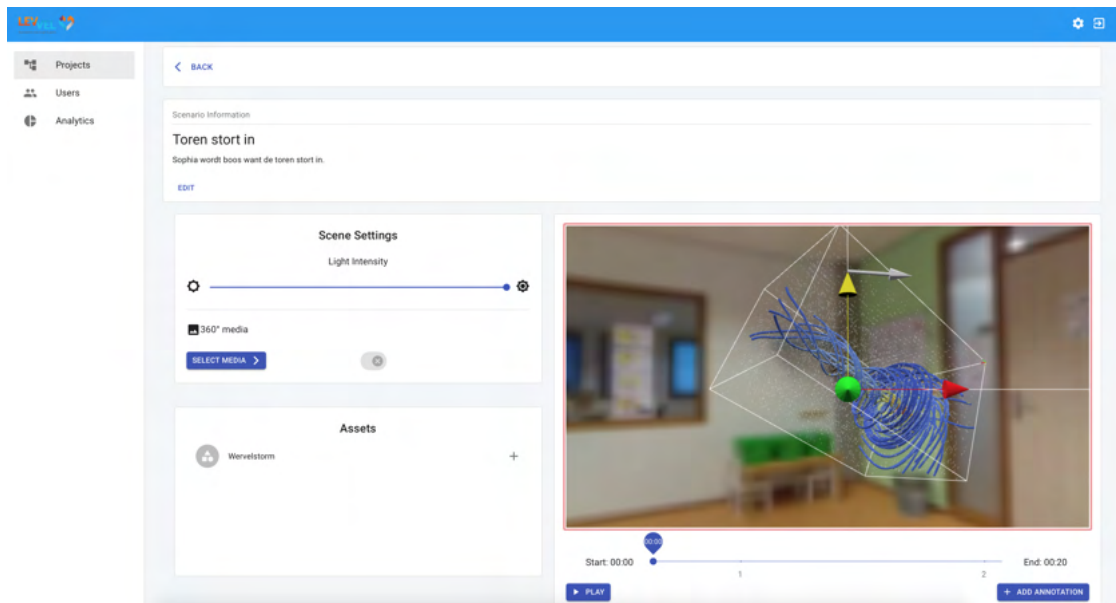 LEV
VEL
Projects
Users
Analytics
BACK
Scenario Information
Toren stort in
Sophia wordt boos want de toren stort in.
EDIT
Scene Settings
Light Intensity
360° media
SELECT MEDIA
Assets
Wervelstorm
+
00:00
Start: 00:00
End: 00:20
1
2
PLAY
+ ADD ANNOTATION